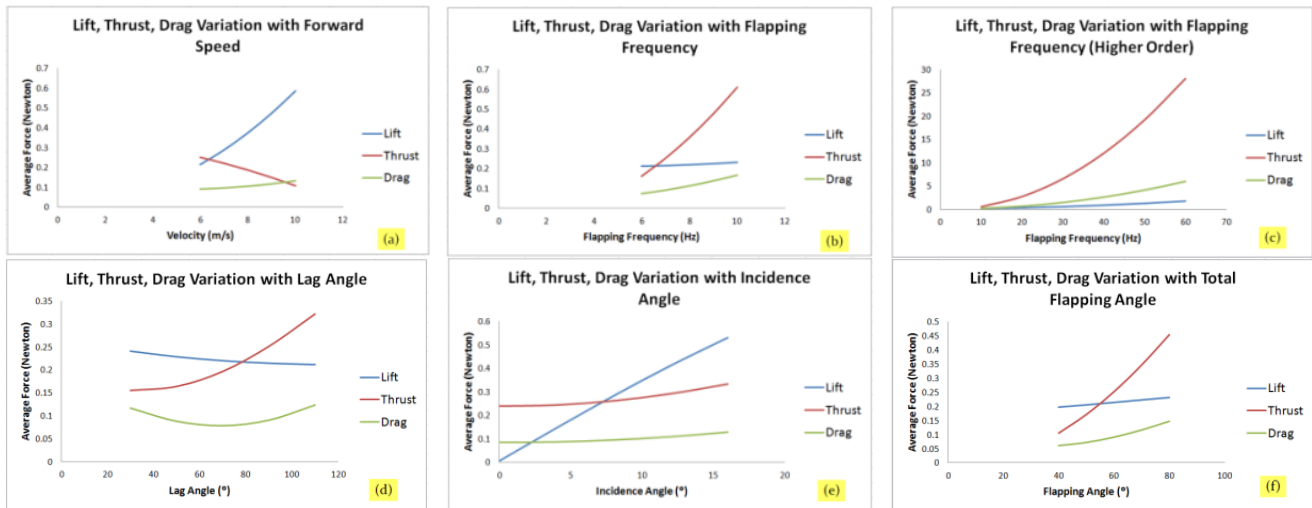 Lift, Thrust, Drag Variation with Forward
Speed
Average Force (Newton)
0.7
0.6
0.5
0.4
0.3
0.2
0.1
0
0 2 4 6 8 10 12
Velocity (m/s)
Lift
Thrust
Drag
(a)
Lift, Thrust, Drag Variation with Flapping
Frequency
Average Force (Newton)
0.7
0.6
0.5
0.4
0.3
0.2
0.1
0
0 2 4 6 8 10 12
Flapping Frequency (Hz)
Lift
Thrust
Drag
(b)
Lift, Thrust, Drag Variation with Flapping
Frequency (Higher Order)
Average Force (Newton)
30
25
20
15
10
5
0
0 10 20 30 40 50 60 70
Flapping Frequency (Hz)
Lift
Thrust
Drag
(c)
Lift, Thrust, Drag Variation with Lag Angle
Average Force (Newton)
0.35
0.3
0.25
0.2
0.15
0.1
0.05
0
0 20 40 60 80 100 120
Lag Angle (°)
Lift
Thrust
Drag
(d)
Lift, Thrust, Drag Variation with Incidence
Angle
Average Force (Newton)
0.6
0.5
0.4
0.3
0.2
0.1
0
0 5 10 15 20
Incidence Angle (°)
Lift
Thrust
Drag
(e)
Lift, Thrust, Drag Variation with Total
Flapping Angle
Average Force (Newton)
0.5
0.45
0.4
0.35
0.3
0.25
0.2
0.15
0.1
0.05
0
0 20 40 60 80 100
Flapping Angle (°)
Lift
Thrust
Drag
(f)